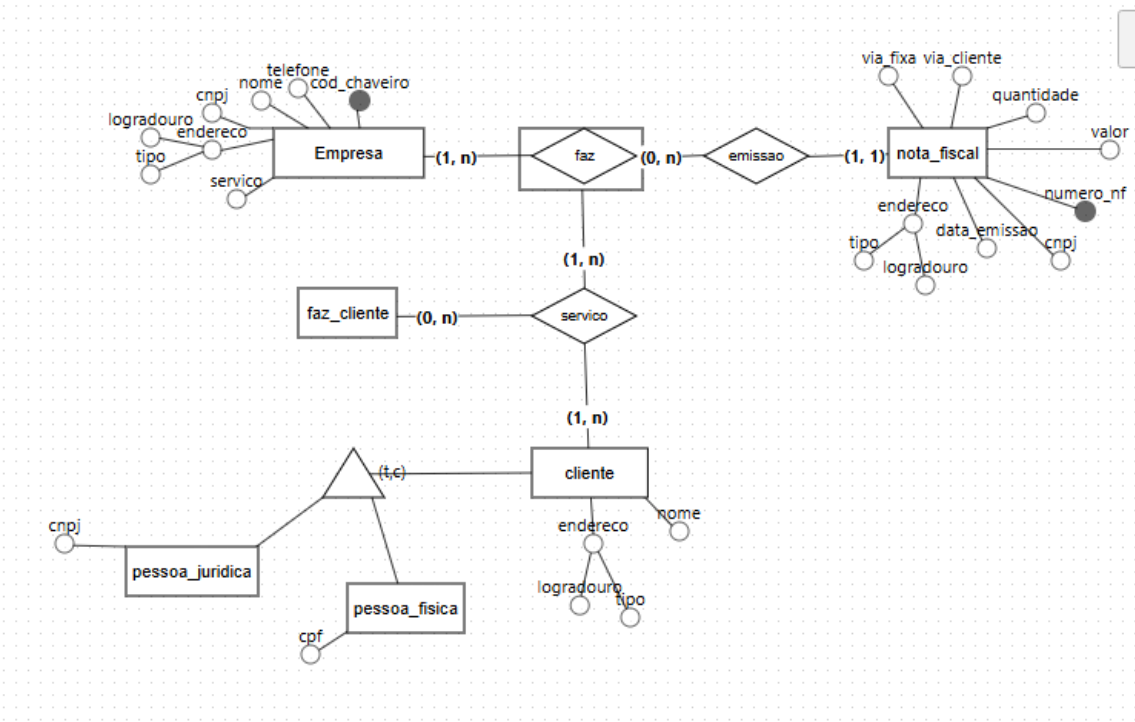 via_fixa via_cliente
telefone
nome cod_chaveiro
cnpj
quantidade
logradouro
endereco
valor
tipo
Empresa
(1, n)
faz
(0, n)
emissao
(1, 1)
nota_fiscal
servico
numero_nf
endereco
data_emissao
tipo
cnpj
logradouro
(1, n)
faz_cliente
(0, n)
servico
(1, n)
(t,c)
cliente
nome
endereco
cnpj
pessoa_juridica
logradouro
tipo
pessoa_fisica
cpf